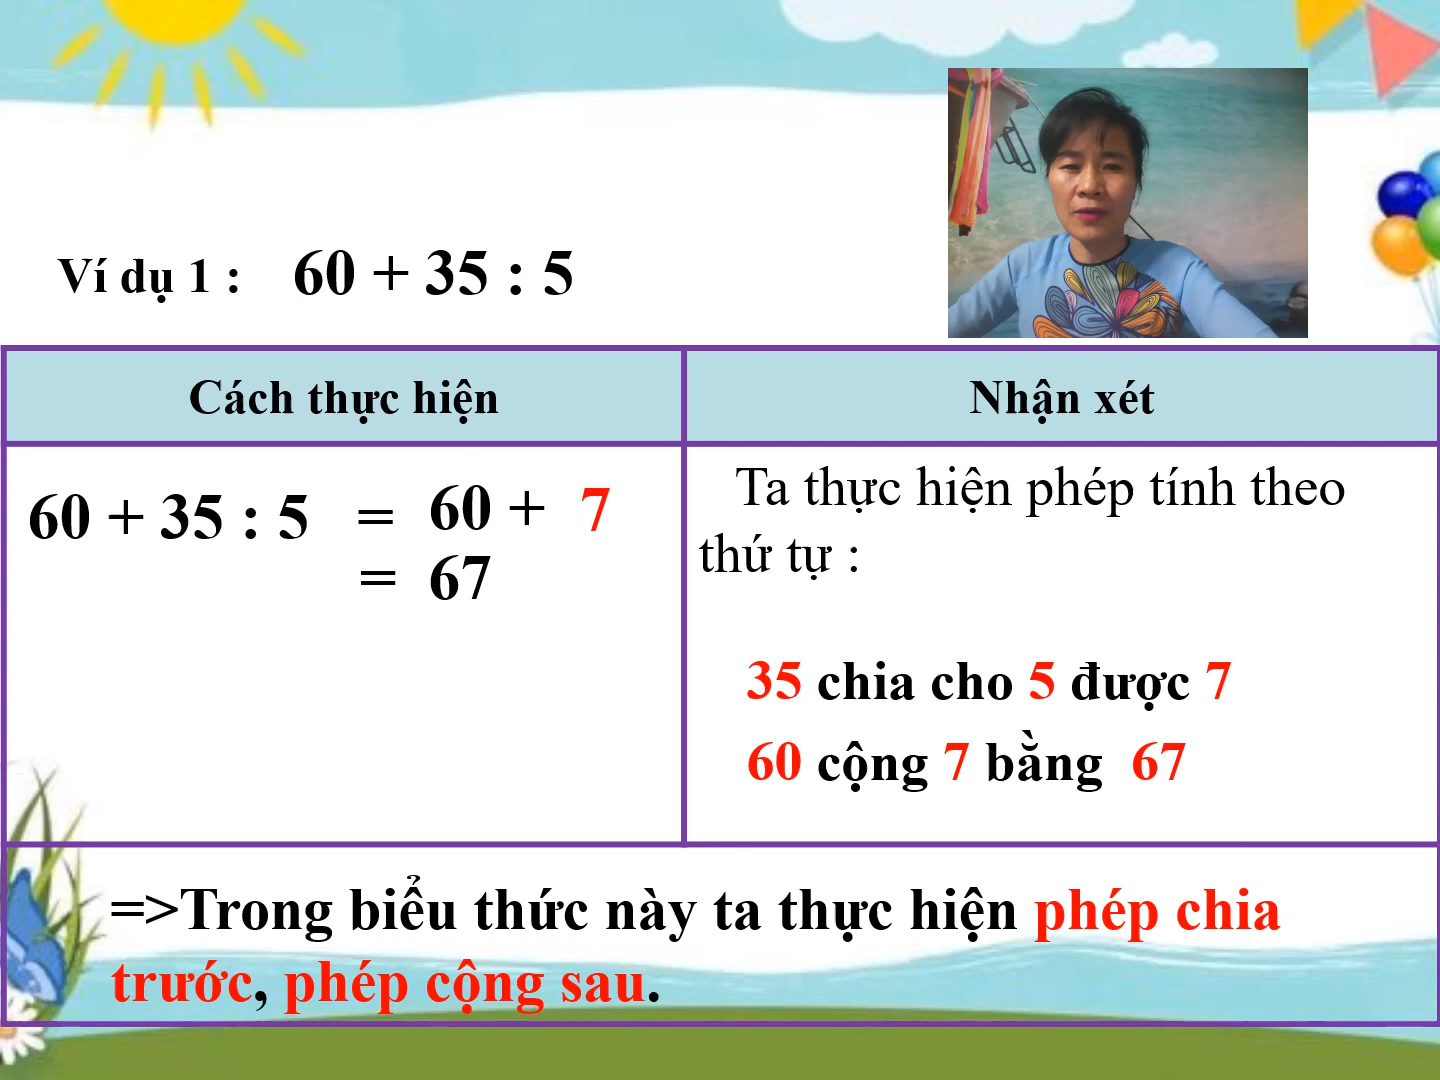 Ví dụ 1 : 60 + 35 : 5
Cách thực hiện
Nhận xét
60 + 35 : 5 = 60 + 7
= 67
Ta thực hiện phép tính theo
thứ tự :
35 chia cho 5 được 7
60 cộng 7 bằng 67
=>Trong biểu thức này ta thực hiện phép chia
trước, phép cộng sau.